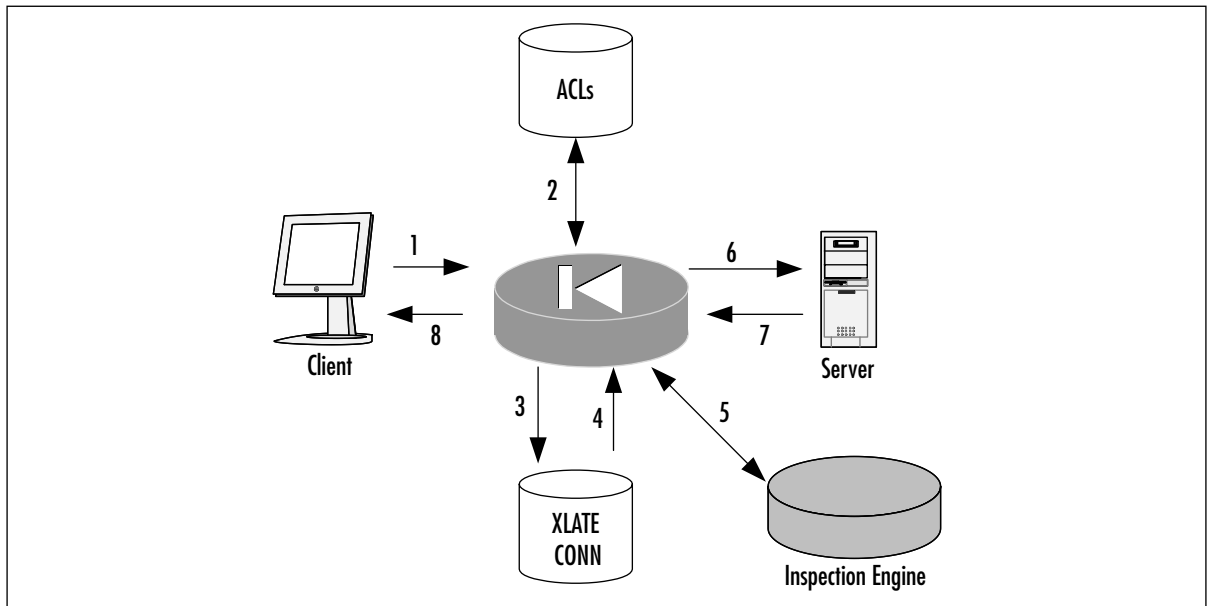 ACLs
2
1
6
8
7
Client
Server
3
4
5
XLATE
CONN
Inspection Engine